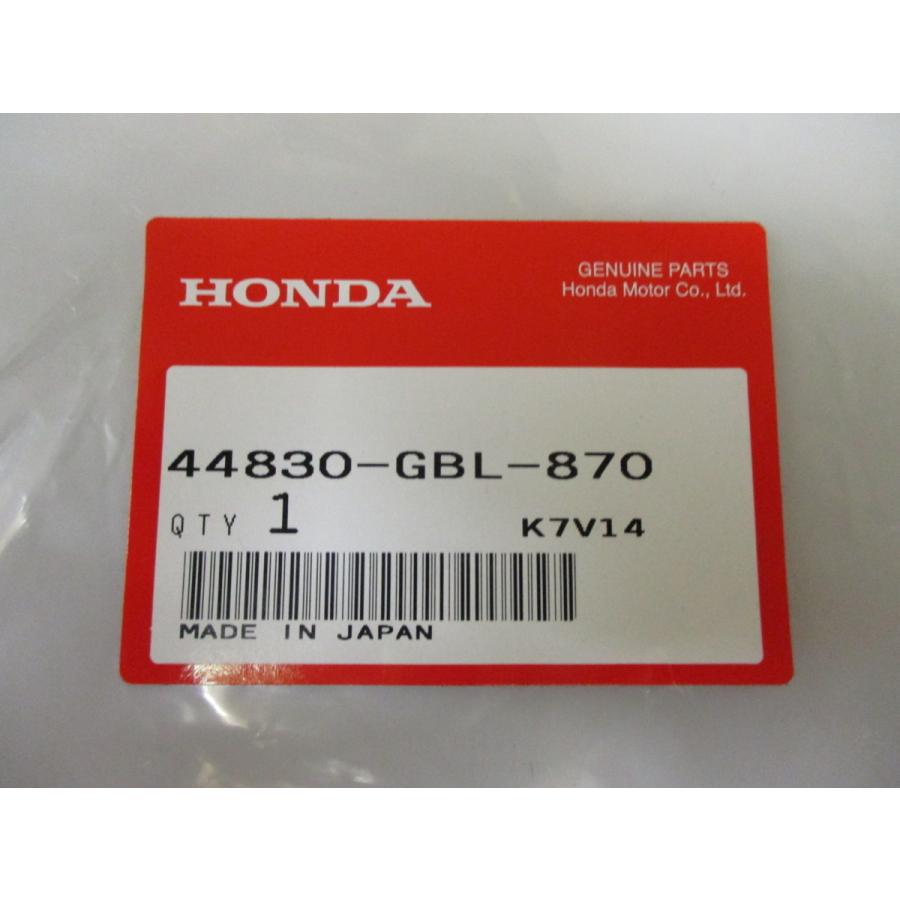 HONDA
GENUINE PARTS
Honda Motor Co., Ltd.
44830-GBL-870
QTY 1
K7V14
MADE IN JAPAN